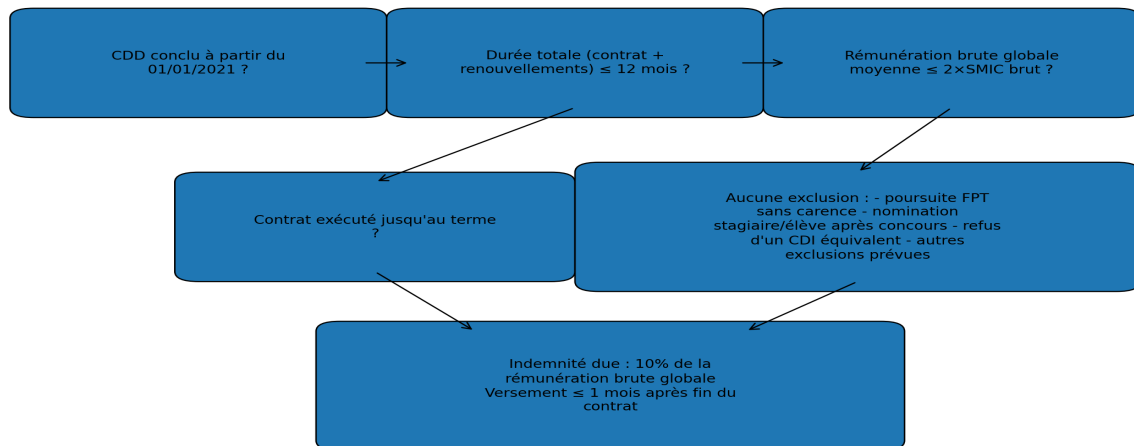 CDD conclu à partir du
01/01/2021 ?
Durée totale (contrat +
renouvellements) ≤ 12 mois ?
Rémunération brute globale
moyenne ≤ 2×SMIC brut ?
Contrat exécuté jusqu'au terme
?
Aucune exclusion : - poursuite FPT
sans carence - nomination
stagiaire/élève après concours - refus
d'un CDI équivalent - autres
exclusions prévues
Indemnité due : 10% de la
rémunération brute globale
Versement ≤ 1 mois après fin du
contrat